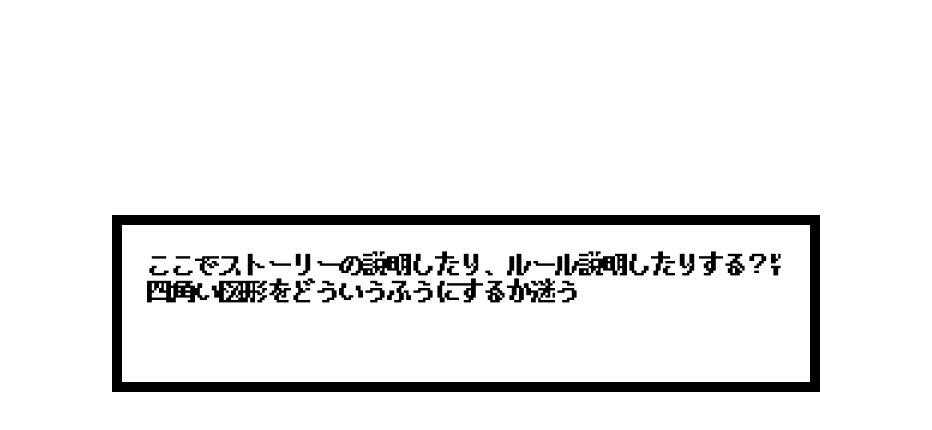 ここでストーリーの説明したり、ルール説明したりする？
四角い図形をどういうふうにするか迷う